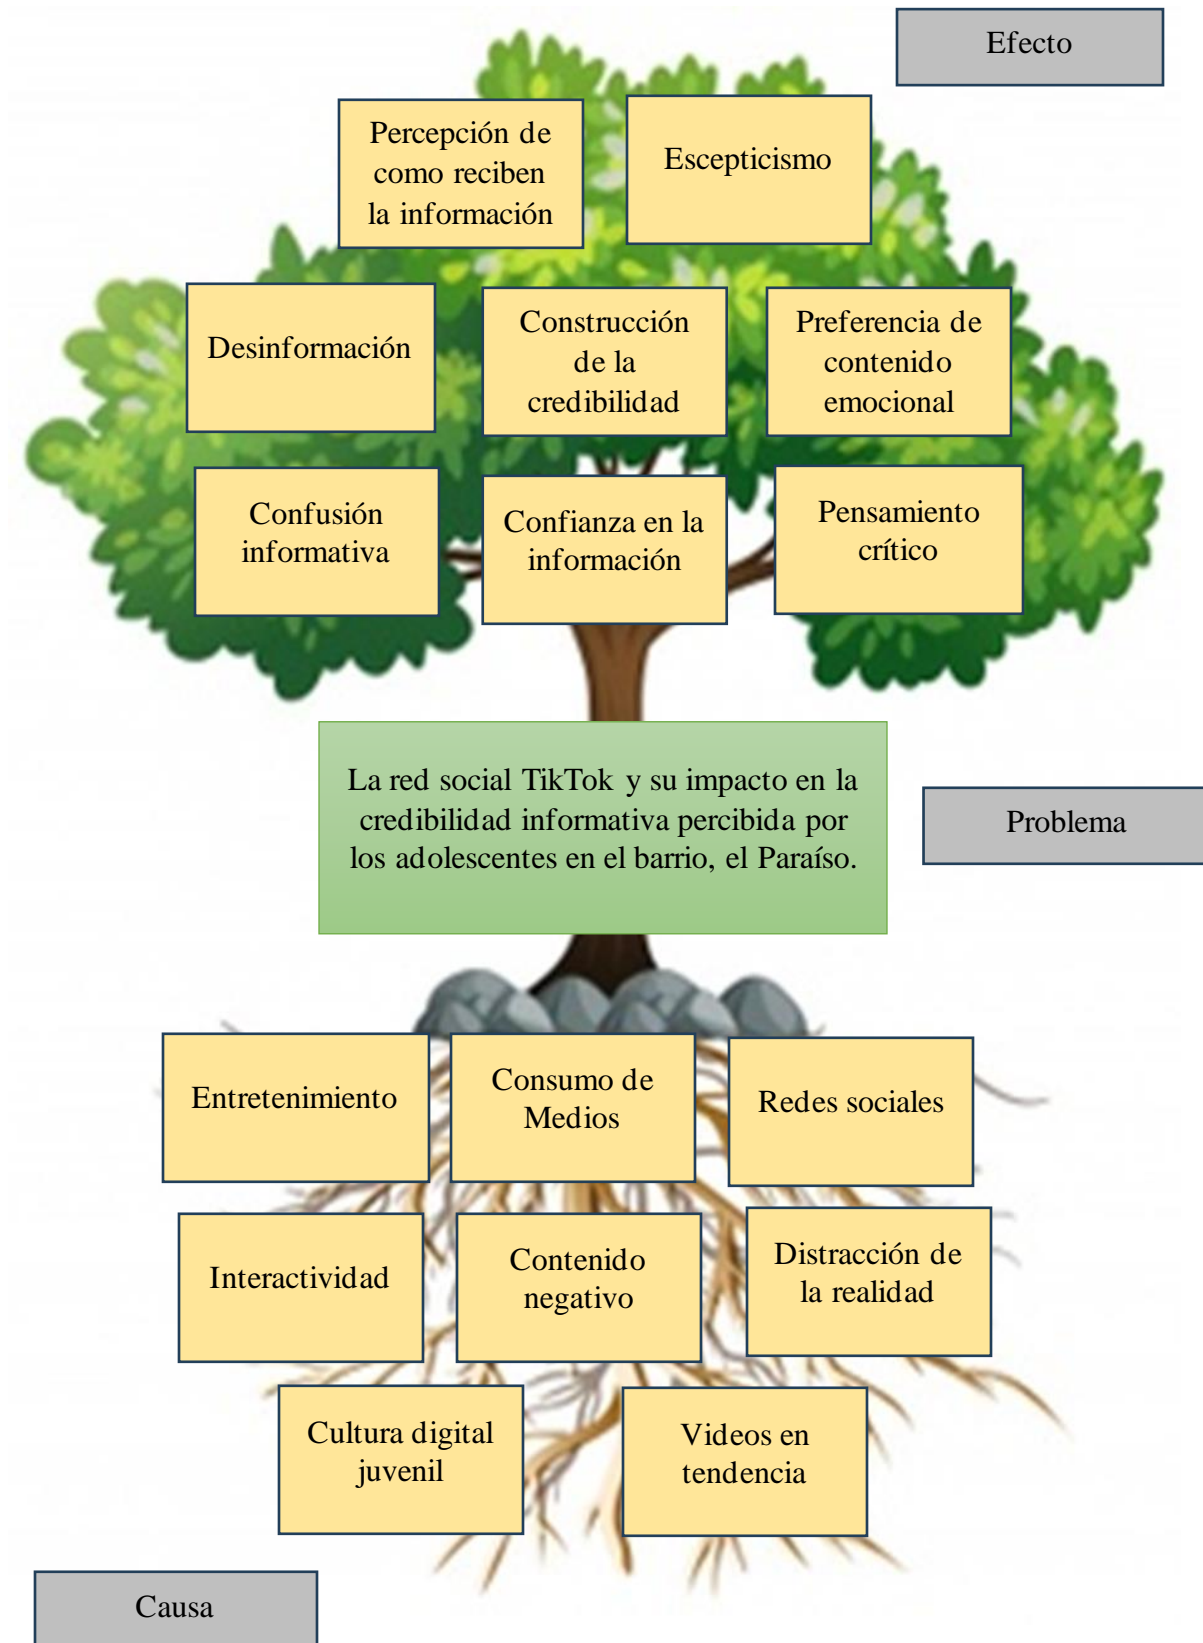 Efecto
Percepción de
como reciben
la información
Escepticismo
Desinformación
Construcción
de la
credibilidad
Preferencia de
contenido
emocional
Confusión
informativa
Confianza en la
información
Pensamiento
crítico
La red social TikTok y su impacto en la
credibilidad informativa percibida por
los adolescentes en el barrio, el Paraíso.
Problema
Entretenimiento
Consumo de
Medios
Redes sociales
Interactividad
Contenido
negativo
Distracción de
la realidad
Cultura digital
juvenil
Videos en
tendencia
Causa